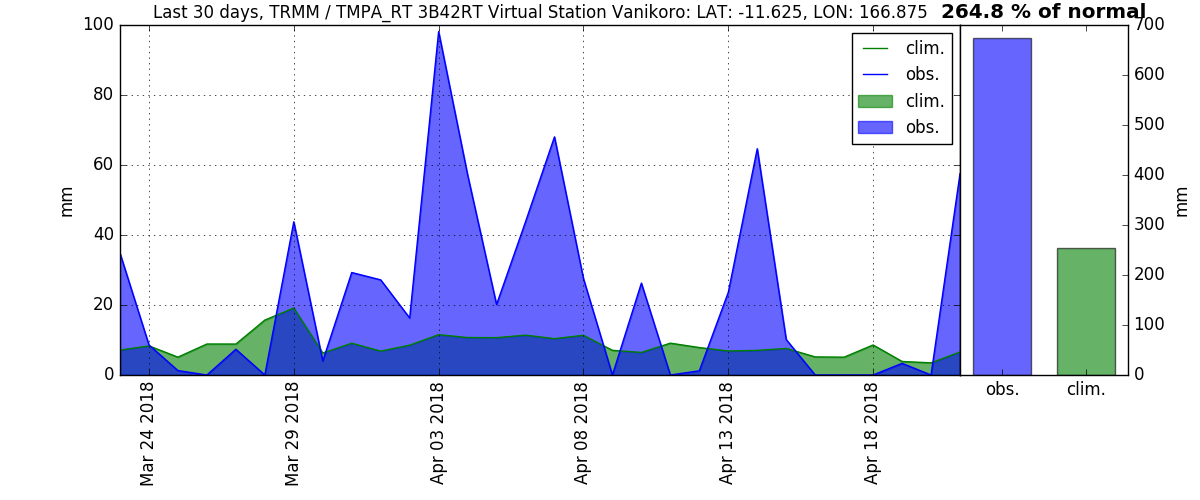 Last 30 days, TRMM / TMPA_RT 3B42RT Virtual Station Vanikoro: LAT: -11.625, LON: 166.875 264.8 % of normal
100
80
60
40
20
0
mm
clim.
obs.
clim.
obs.
700
600
500
400
300
200
100
0
mm
Mar 24 2018
Mar 29 2018
Apr 03 2018
Apr 08 2018
Apr 13 2018
Apr 18 2018
obs.
clim.